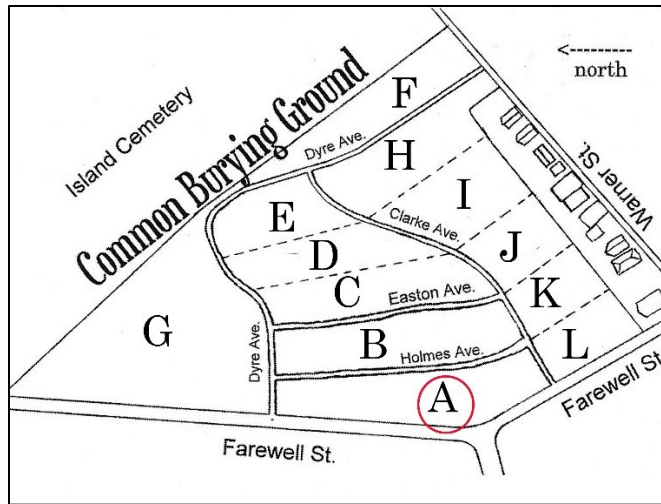 <--------
north
Island Cemetery
Common Burying Ground
F
Dyre Ave.
Warner St.
H
I
E
Clarke Ave.
D
J
C
Easton Ave.
K
G
Dyre Ave.
B
Holmes Ave.
L
A
Farewell St.
Farewell St.